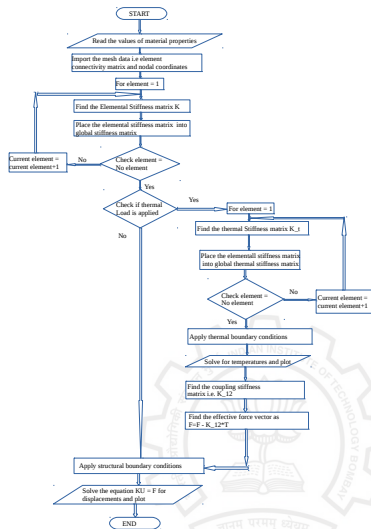 START
Read the values of material properties
Import the mesh data i.e element
connectivity matrix and nodal coordinates
For element = 1
Find the Elemental Stiffness matrix K
Place the elemental stiffness matrix into
global stiffness matrix
Current element =
current element+1
No
Check element =
No element
Yes
Check if thermal
Load is applied
Yes
No
For element = 1
Find the thermal Stiffness matrix K_t
Place the elementall stiffness matrix
into global thermal stiffness matrix
Check element =
No element
No
Current element =
current element+1
Yes
Apply thermal boundary conditions
Solve for temperatures and plot
Find the coupling stiffness
matrix i.e. K_12
Find the effective force vector as
F=F - K_12*T
Apply structural boundary conditions
Solve the equation KU = F for
displacements and plot
END
INDIAN INSTITUTE OF TECHNOLOGY BOMBAY